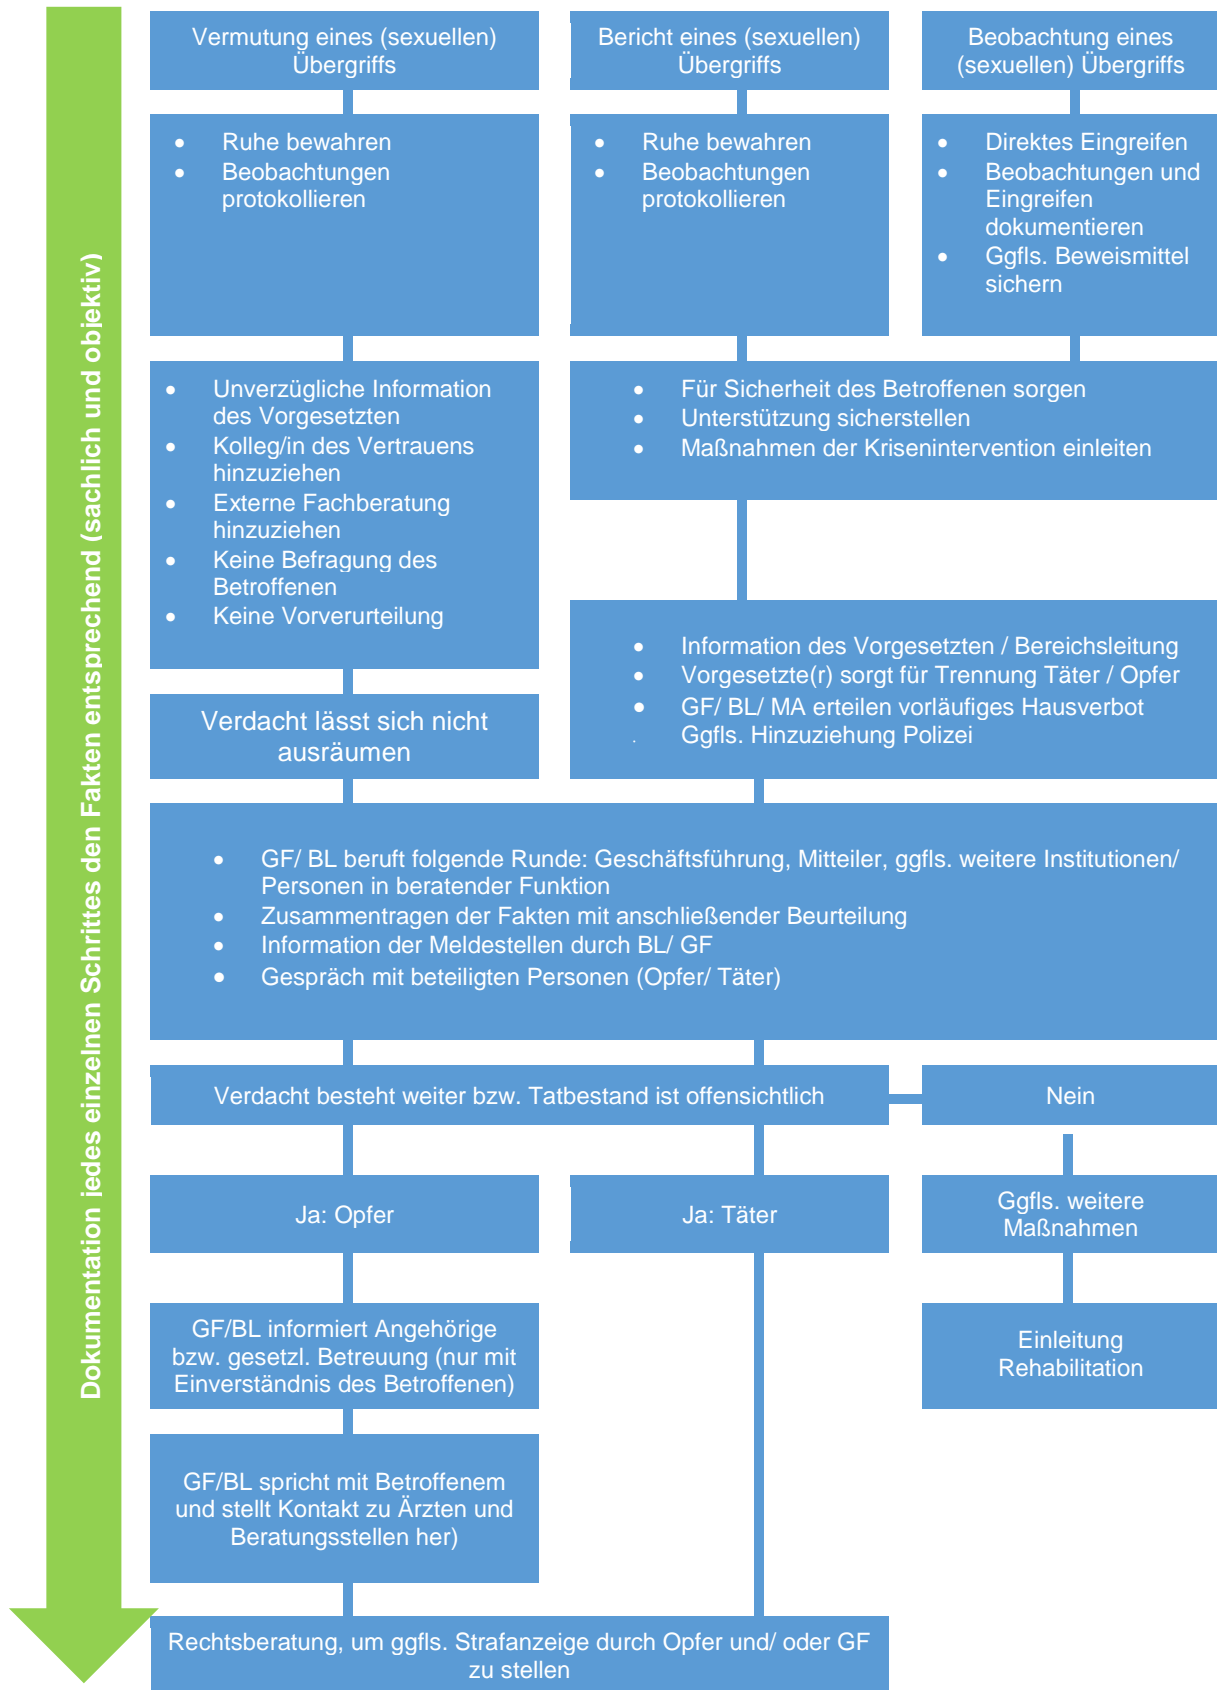 Dokumentation jedes einzelnen Schrittes den Fakten entsprechend (sachlich und objektiv)
Vermutung eines (sexuellen)
Übergriffs
Bericht eines (sexuellen)
Übergriffs
Beobachtung eines
(sexuellen) Übergriffs
• Ruhe bewahren
• Beobachtungen
protokollieren
• Ruhe bewahren
• Beobachtungen
protokollieren
• Direktes Eingreifen
• Beobachtungen und
Eingreifen
dokumentieren
• Ggfls. Beweismittel
sichern
• Unverzügliche Information
des Vorgesetzten
• Kolleg/in des Vertrauens
hinzuziehen
• Externe Fachberatung
hinzuziehen
• Keine Befragung des
Betroffenen
• Keine Vorverurteilung
• Für Sicherheit des Betroffenen sorgen
• Unterstützung sicherstellen
• Maßnahmen der Krisenintervention einleiten
• Information des Vorgesetzten / Bereichsleitung
• Vorgesetzte(r) sorgt für Trennung Täter / Opfer
• GF/ BL/ MA erteilen vorläufiges Hausverbot
. Ggfls. Hinzuziehung Polizei
Verdacht lässt sich nicht
ausräumen
• GF/ BL beruft folgende Runde: Geschäftsführung, Mitteiler, ggfls. weitere Institutionen/
Personen in beratender Funktion
• Zusammentragen der Fakten mit anschließender Beurteilung
• Information der Meldestellen durch BL/ GF
• Gespräch mit beteiligten Personen (Opfer/ Täter)
Verdacht besteht weiter bzw. Tatbestand ist offensichtlich
Nein
Ja: Opfer
Ja: Täter
Ggfls. weitere
Maßnahmen
GF/BL informiert Angehörige
bzw. gesetzl. Betreuung (nur mit
Einverständnis des Betroffenen)
Einleitung
Rehabilitation
GF/BL spricht mit Betroffenem
und stellt Kontakt zu Ärzten und
Beratungsstellen her)
Rechtsberatung, um ggfls. Strafanzeige durch Opfer und/ oder GF
zu stellen